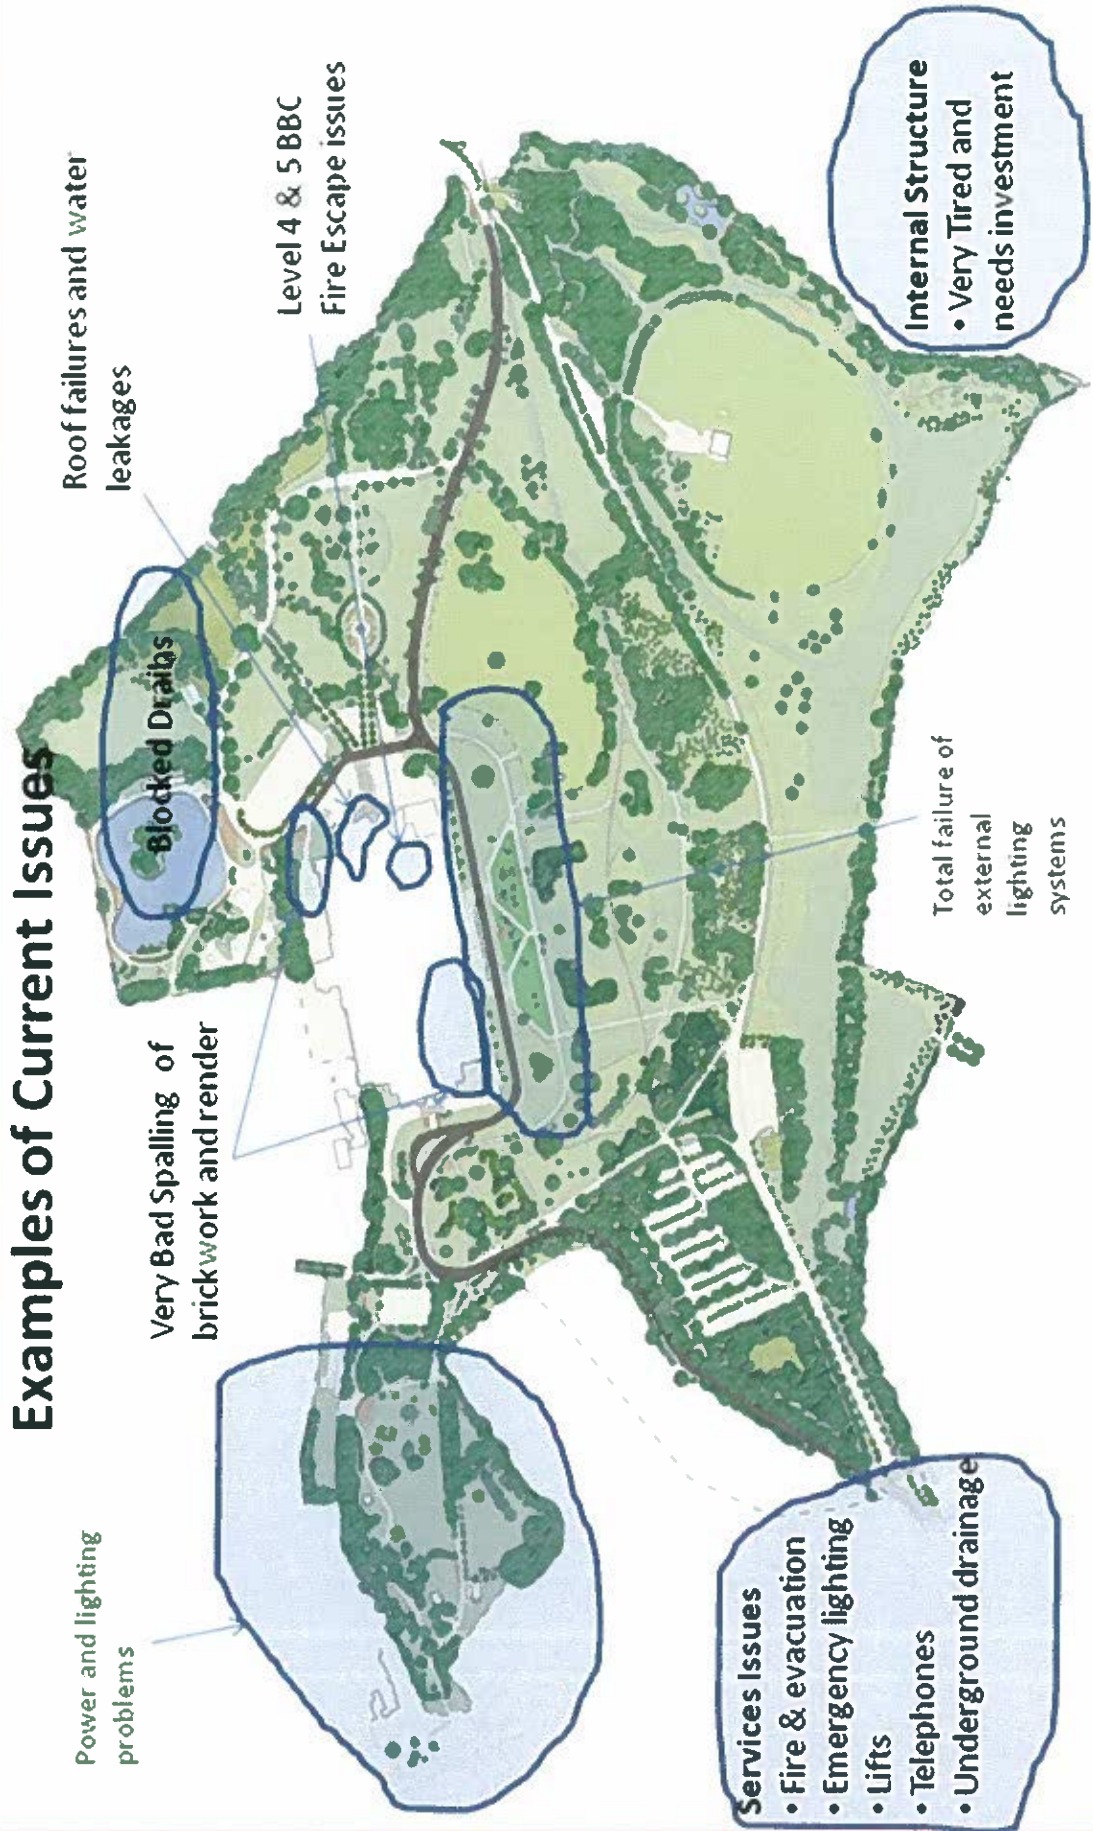 Examples of Current Issues
Power and lighting
problems
Very Bad Spalling of
brickwork and render
Blocked Drains
Roof failures and water
leakages
Level 4 & 5 BBC
Fire Escape issues
Services Issues
• Fire & evacuation
• Emergency lighting
• Lifts
• Telephones
• Underground drainage
Total failure of
external
lighting
systems
Internal Structure
• Very Tired and
needs investment